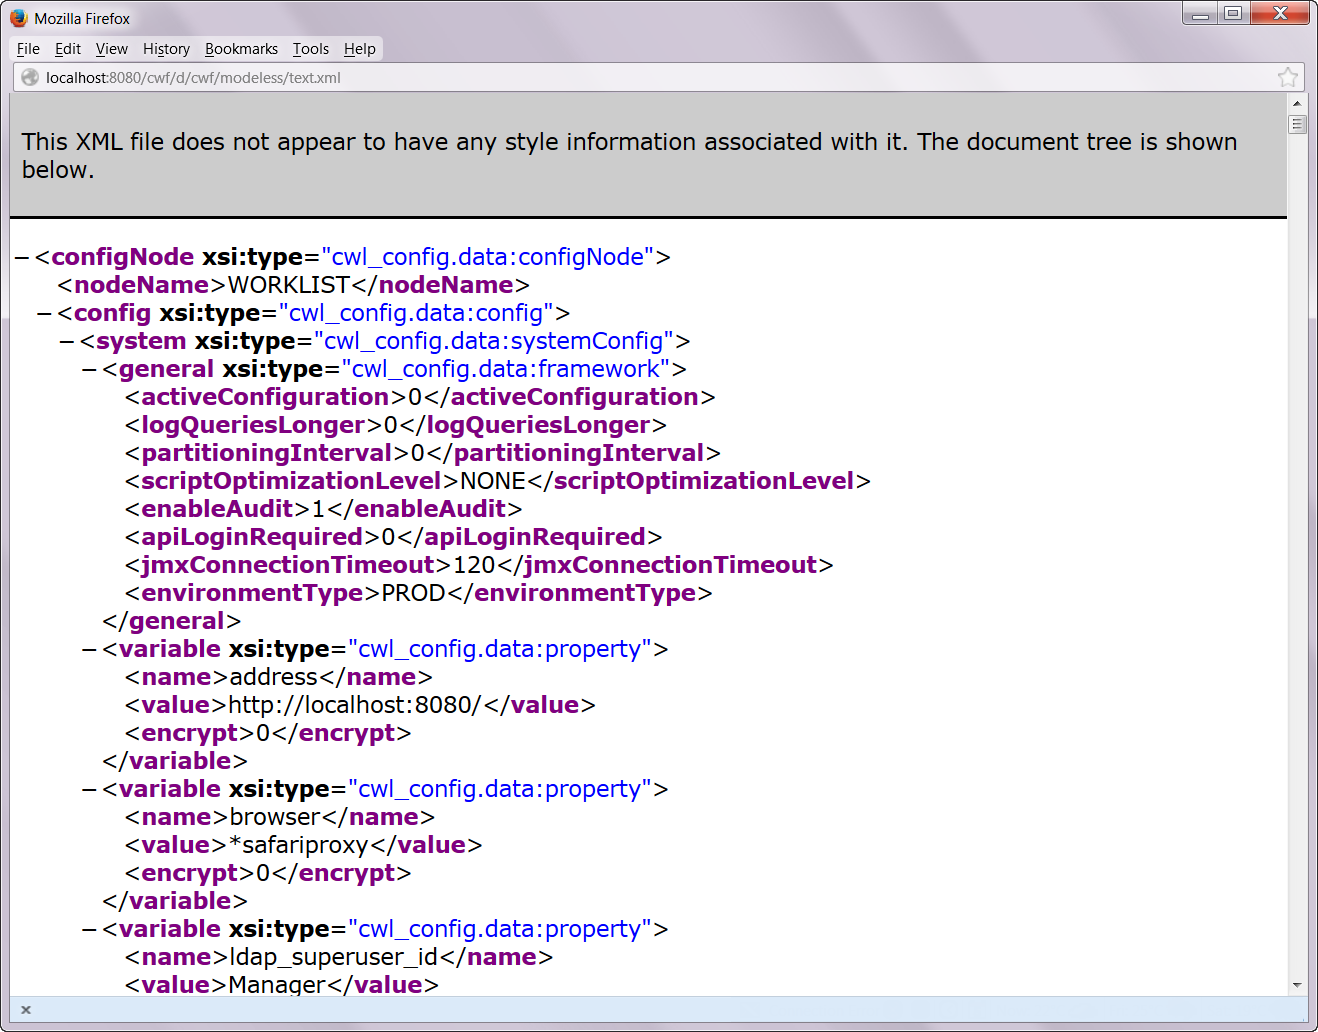 Mozilla Firefox
File Edit View History Bookmarks Tools Help
localhost:8080/cwf/d/cwf/modeless/text.xml
This XML file does not appear to have any style information associated with it. The document tree is shown
below.
−<configNode xsi:type="cwl_config.data:configNode">
<nodeName>WORKLIST</nodeName>
−<config xsi:type="cwl_config.data:config">
−<system xsi:type="cwl_config.data:systemConfig">
−<general xsi:type="cwl_config.data:framework">
<activeConfiguration>0</activeConfiguration>
<logQueriesLonger>0</logQueriesLonger>
<partitioningInterval>0</partitioningInterval>
<scriptOptimizationLevel>NONE</scriptOptimizationLevel>
<enableAudit>1</enableAudit>
<apiLoginRequired>0</apiLoginRequired>
<jmxConnectionTimeout>120</jmxConnectionTimeout>
<environmentType>PROD</environmentType>
</general>
−<variable xsi:type="cwl_config.data:property">
<name>address</name>
<value>http://localhost:8080/</value>
<encrypt>0</encrypt>
</variable>
−<variable xsi:type="cwl_config.data:property">
<name>browser</name>
<value>*safariproxy</value>
<encrypt>0</encrypt>
</variable>
−<variable xsi:type="cwl_config.data:property">
<name>ldap_superuser_id</name>
<value>Manager</value>